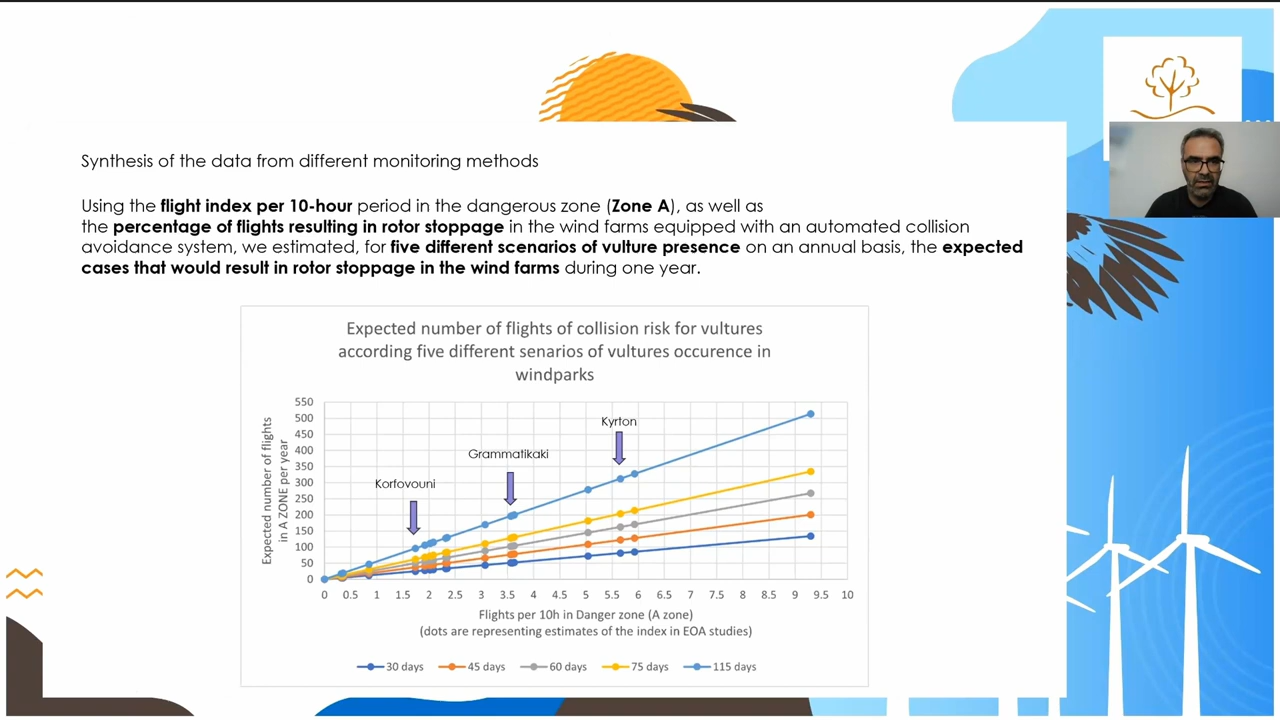 Synthesis of the data from different monitoring methods
Using the flight index per 10-hour period in the dangerous zone (Zone A), as well as
the percentage of flights resulting in rotor stoppage in the wind farms equipped with an automated collision
avoidance system, we estimated, for five different scenarios of vulture presence on an annual basis, the expected
cases that would result in rotor stoppage in the wind farms during one year.
Expected number of flights of collision risk for vultures
according five different senarios of vultures occurence in
windparks
Expected number of flights
in A ZONE per year
550
500
450
400
350
300
250
200
150
100
50
0
Korfovouni
Grammatikaki
Kyrton
0 0.5 1 1.5 2 2.5 3 3.5 4 4.5 5 5.5 6 6.5 7 7.5 8 8.5 9 9.5 10
Flights per 10h in Danger zone (A zone)
(dots are representing estimates of the index in EOA studies)
30 days 45 days 60 days 75 days 115 days